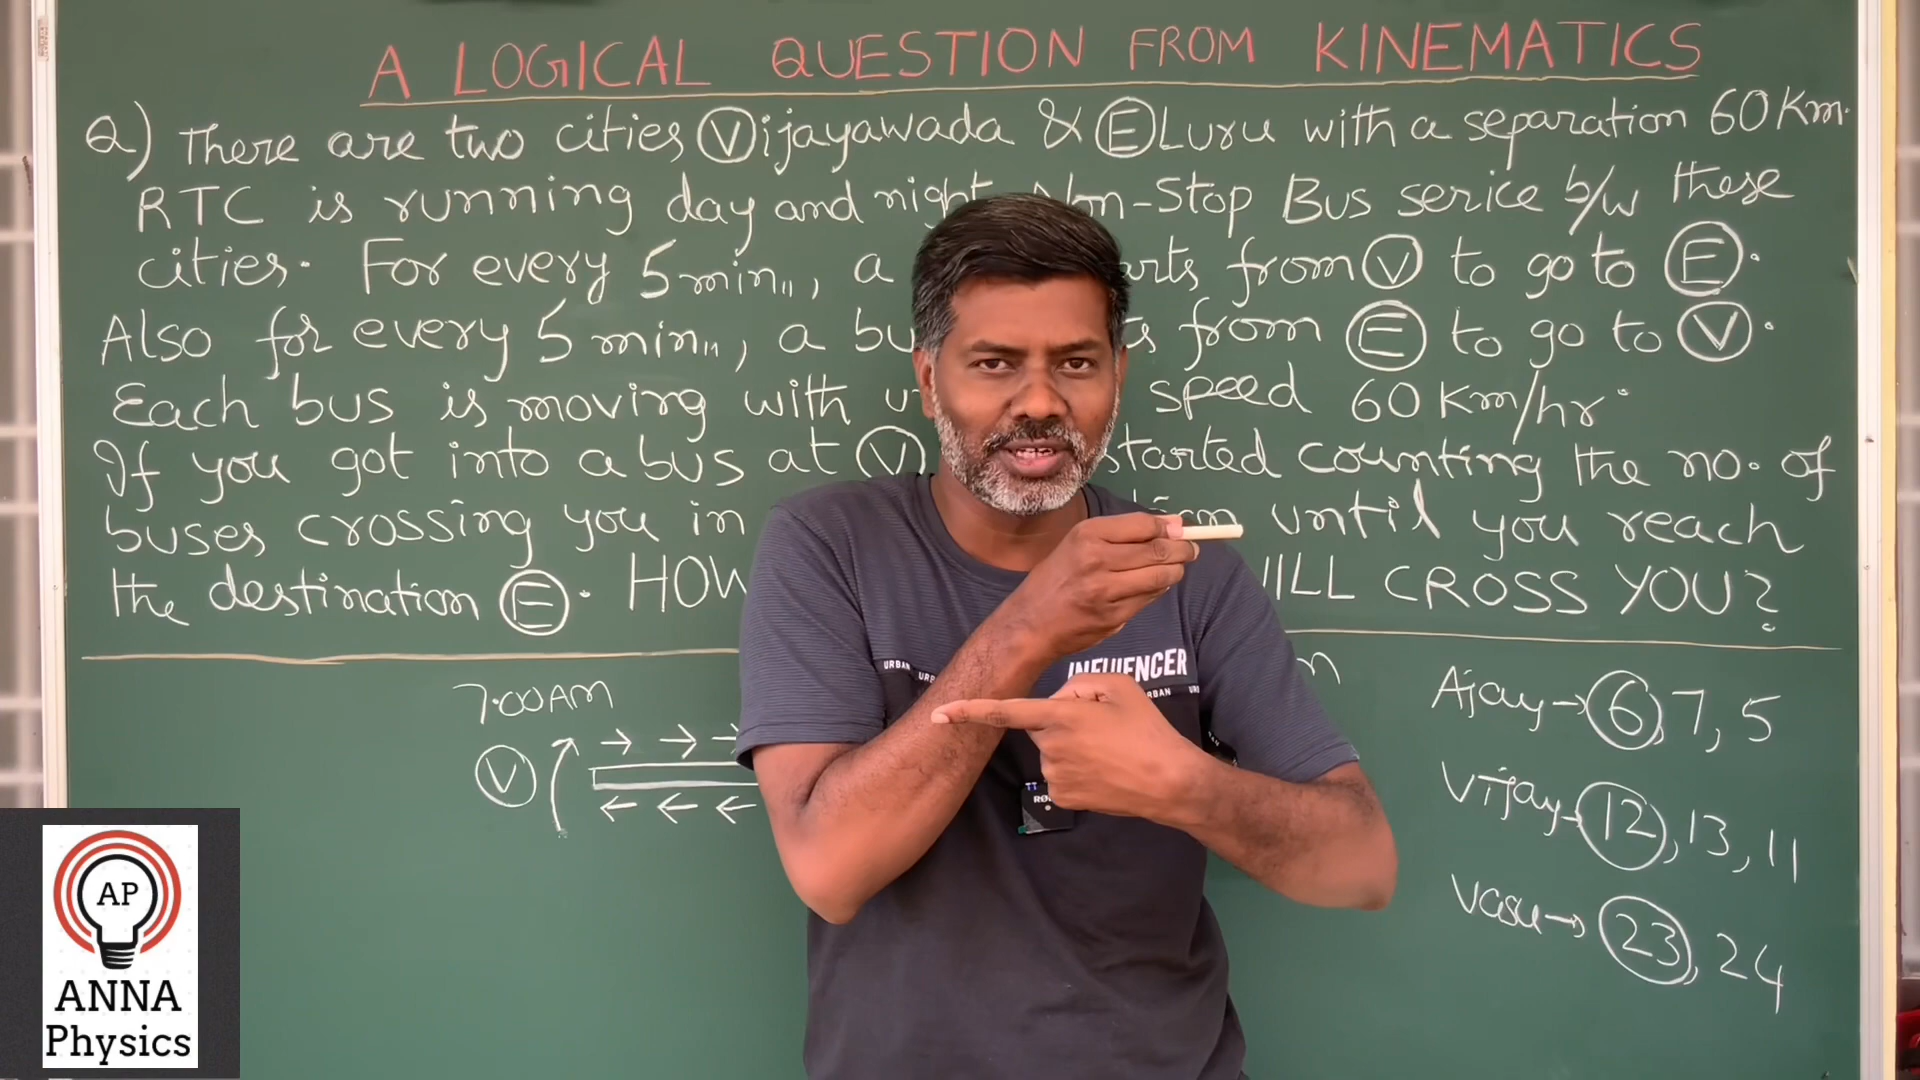 A LOGICAL QUESTION FROM KINEMATICS
Q) There are two cities Vijayawada & ELuru with a separation 60 Km.
RTC is running day and night Non-Stop Bus serice b/w these
cities. For every 5 min,, a from V to go to E.
Also for every 5 min,, a from E to go to V.
Each bus is moving with speed 60 Km/hr.
If you got into a bus at V started counting the no. of
buses crossing you in until you reach
the destination E. HOW WILL CROSS YOU?
7.00AM
V
Ajay → 6, 7, 5
Vijay → 12, 13, 11
Vasu → 23, 24
INFLUENCER
URBAN
AP
ANNA
Physics